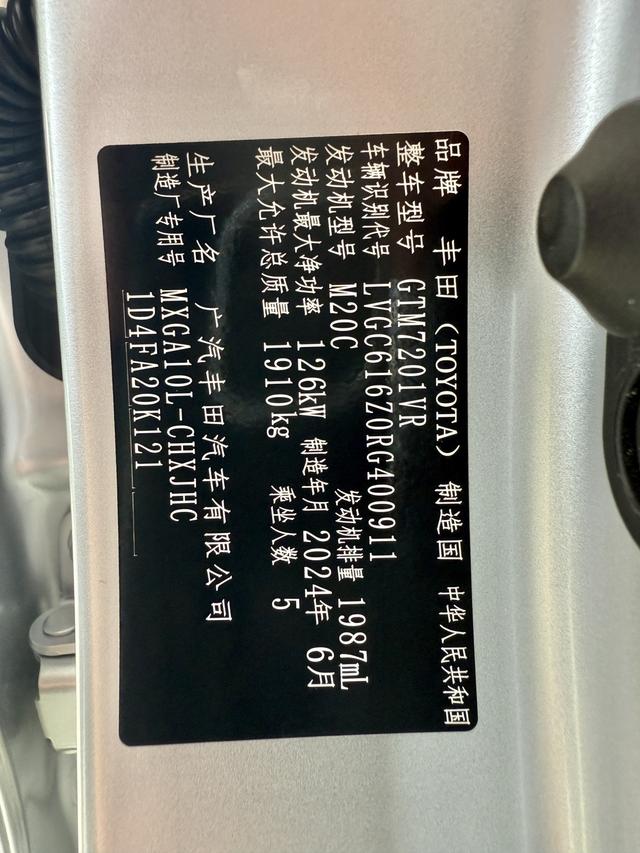 品牌 丰田 (TOYOTA) 制造国 中华人民共和国
整车型号 GTM7201VR
车辆识别代号 LVGC616Z0RG400911
发动机型号 M20C 发动机排量 1987mL
发动机最大净功率 126kW 制造年月 2024年 6月
最大允许总质量 1910kg 乘坐人数 5
生产厂名 广汽丰田汽车有限公司
制造厂专用号 MXGA10L-CHXJHC
1D4FA20K121